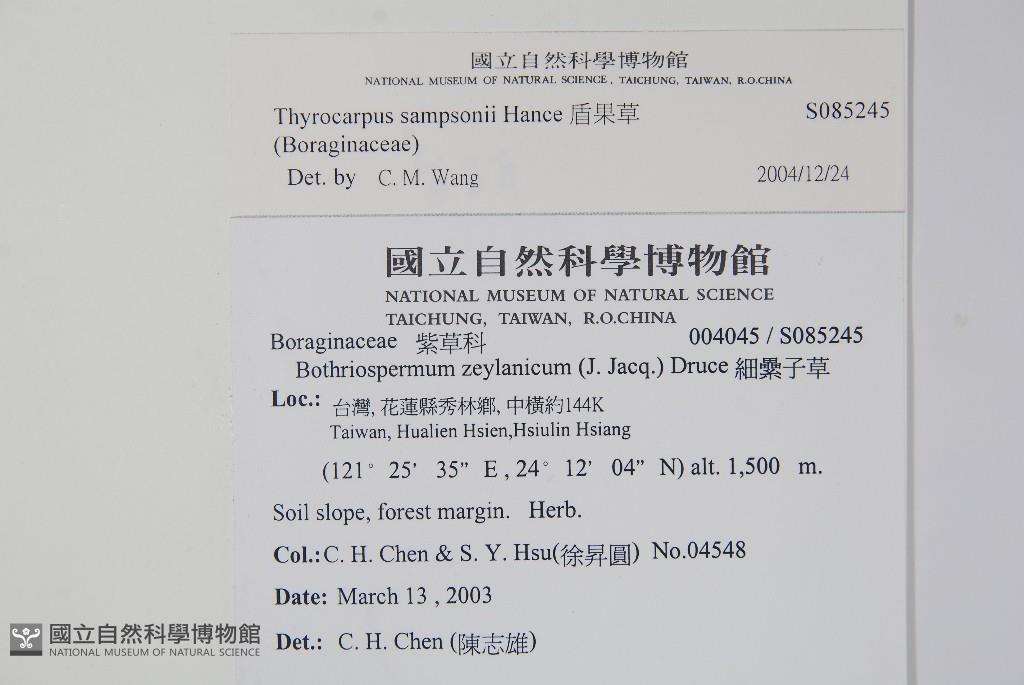 國立自然科學博物館
NATIONAL MUSEUM OF NATURAL SCIENCE, TAICHUNG, TAIWAN, R.O.CHINA
Thyrocarpus sampsonii Hance 盾果草 S085245
(Boraginaceae)
Det. by C. M. Wang 2004/12/24
國立自然科學博物館
NATIONAL MUSEUM OF NATURAL SCIENCE
TAICHUNG, TAIWAN, R.O.CHINA
Boraginaceae 紫草科 004045 / S085245
Bothriospermum zeylanicum (J. Jacq.) Druce 細纍子草
Loc.: 台灣, 花蓮縣秀林鄉, 中橫約144K
Taiwan, Hualien Hsien,Hsiulin Hsiang
(121° 25’ 35” E , 24° 12’ 04” N) alt. 1,500 m.
Soil slope, forest margin. Herb.
Col.:C. H. Chen & S. Y. Hsu(徐昇圓) No.04548
Date: March 13 , 2003
Det.: C. H. Chen (陳志雄)
國立自然科學博物館
NATIONAL MUSEUM OF NATURAL SCIENCE